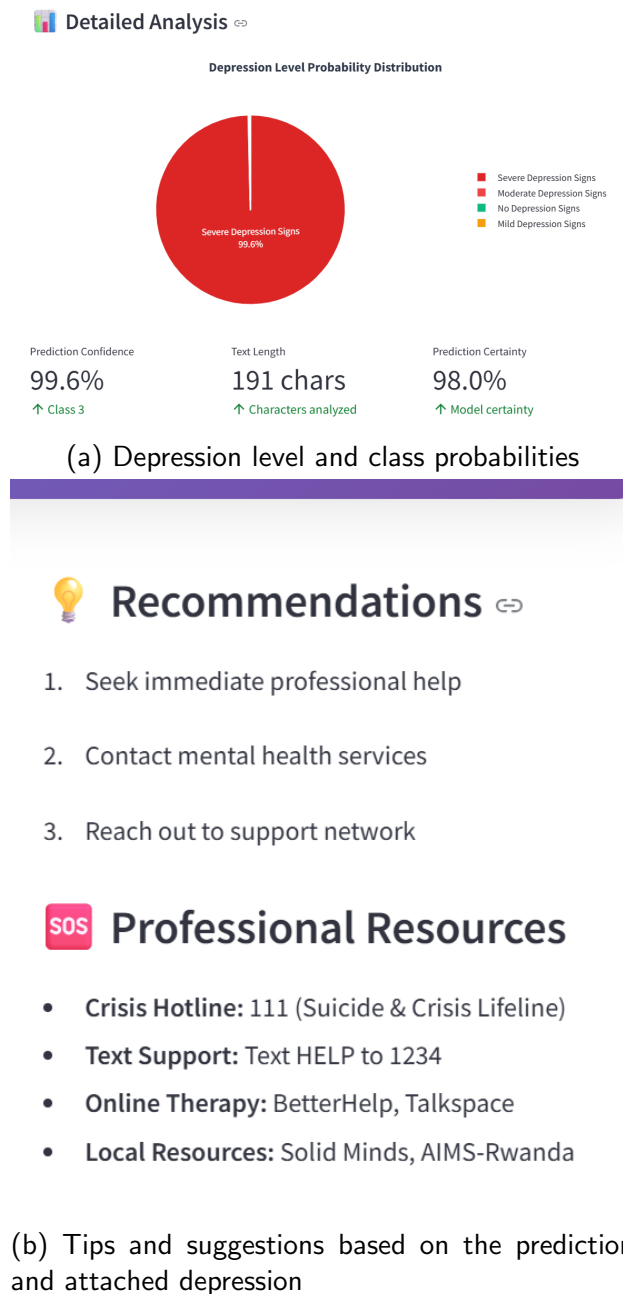 Detailed Analysis
Depression Level Probability Distribution
Severe Depression Signs
99.6%
Severe Depression Signs
Moderate Depression Signs
No Depression Signs
Mild Depression Signs
Prediction Confidence
99.6%
↑ Class 3
Text Length
191 chars
↑ Characters analyzed
Prediction Certainty
98.0%
↑ Model certainty
(a) Depression level and class probabilities
Recommendations
1. Seek immediate professional help
2. Contact mental health services
3. Reach out to support network
SOS Professional Resources
• Crisis Hotline: 111 (Suicide & Crisis Lifeline)
• Text Support: Text HELP to 1234
• Online Therapy: BetterHelp, Talkspace
• Local Resources: Solid Minds, AIMS-Rwanda
(b) Tips and suggestions based on the prediction
and attached depression